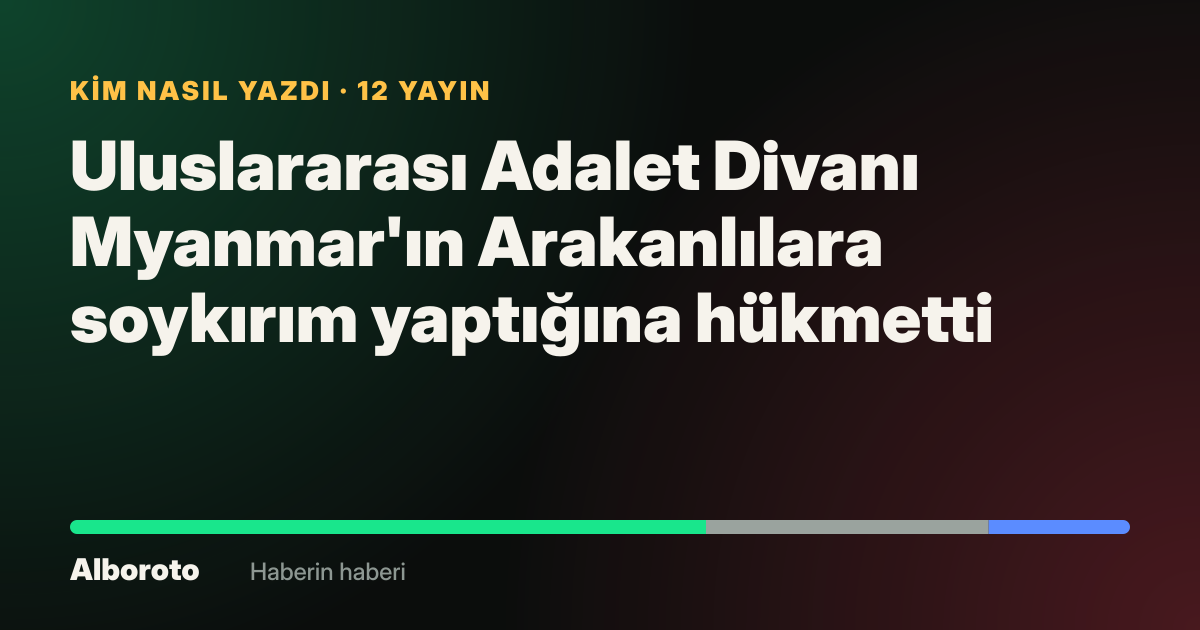 KİM NASIL YAZDI · 12 YAYIN
Uluslararası Adalet Divanı
Myanmar'ın Arakanlılara
soykırım yaptığına hükmetti
Alboroto
Haberin haberi